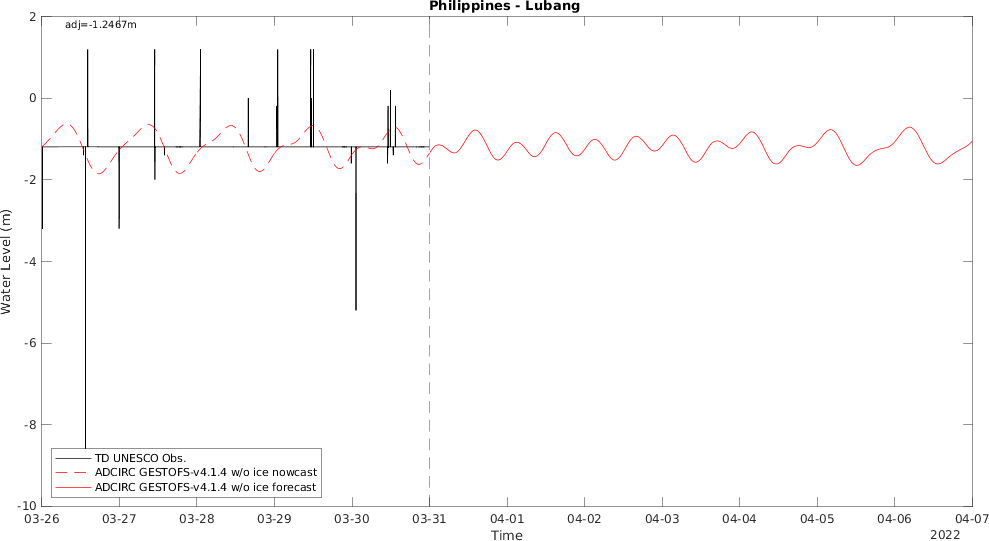 Philippines - Lubang
adj=-1.2467m
2
0
-2
-4
-6
-8
-10
Water Level (m)
TD UNESCO Obs.
ADCIRC GESTOFS-v4.1.4 w/o ice nowcast
ADCIRC GESTOFS-v4.1.4 w/o ice forecast
03-26 03-27 03-28 03-29 03-30 03-31 04-01 04-02 04-03 04-04 04-05 04-06 04-07
Time
2022